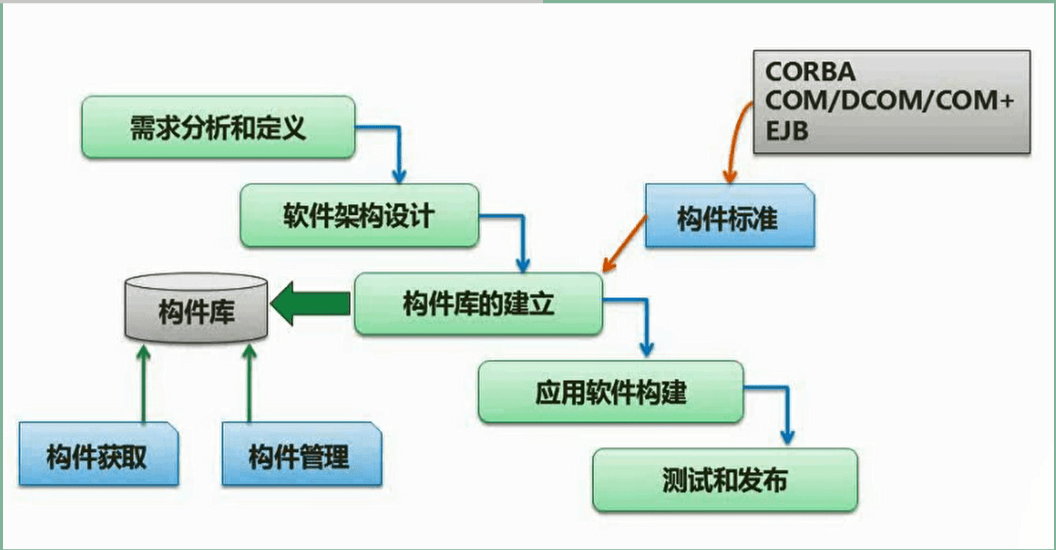 CORBA
COM/DCOM/COM+
EJB
需求分析和定义
软件架构设计
构件标准
构件库的建立
构件库
应用软件构建
构件获取
构件管理
测试和发布